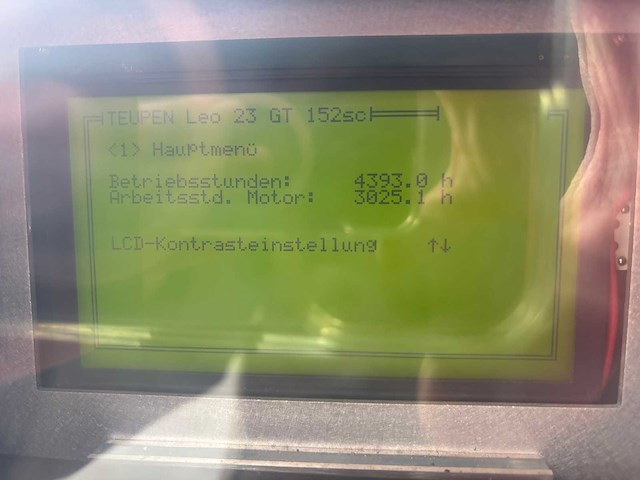 TEUPEN Leo 23 GT 152sc
<1> Hauptmenü
Betriebsstunden: 4393.0 h
Arbeitsstd. Motor: 3025.1 h
LCD-Kontrasteinstellung ↑↓